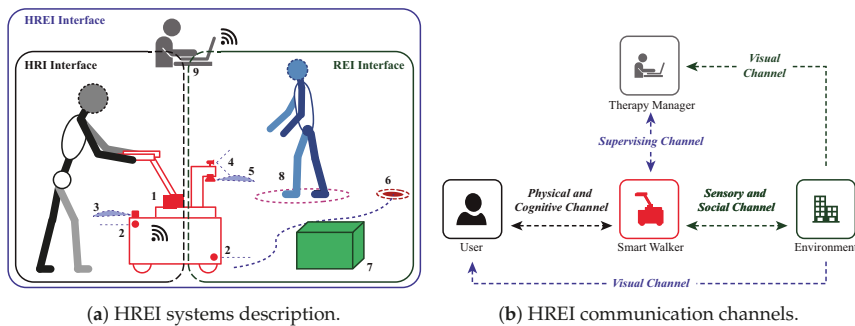 HREI Interface
HRI Interface
REI Interface
9
4
5
6
8
1
3
2
2
7
(a) HREI systems description.
Therapy Manager
Visual
Channel
Supervising Channel
Physical and
Cognitive Channel
Sensory and
Social Channel
User
Smart Walker
Environment
Visual Channel
(b) HREI communication channels.